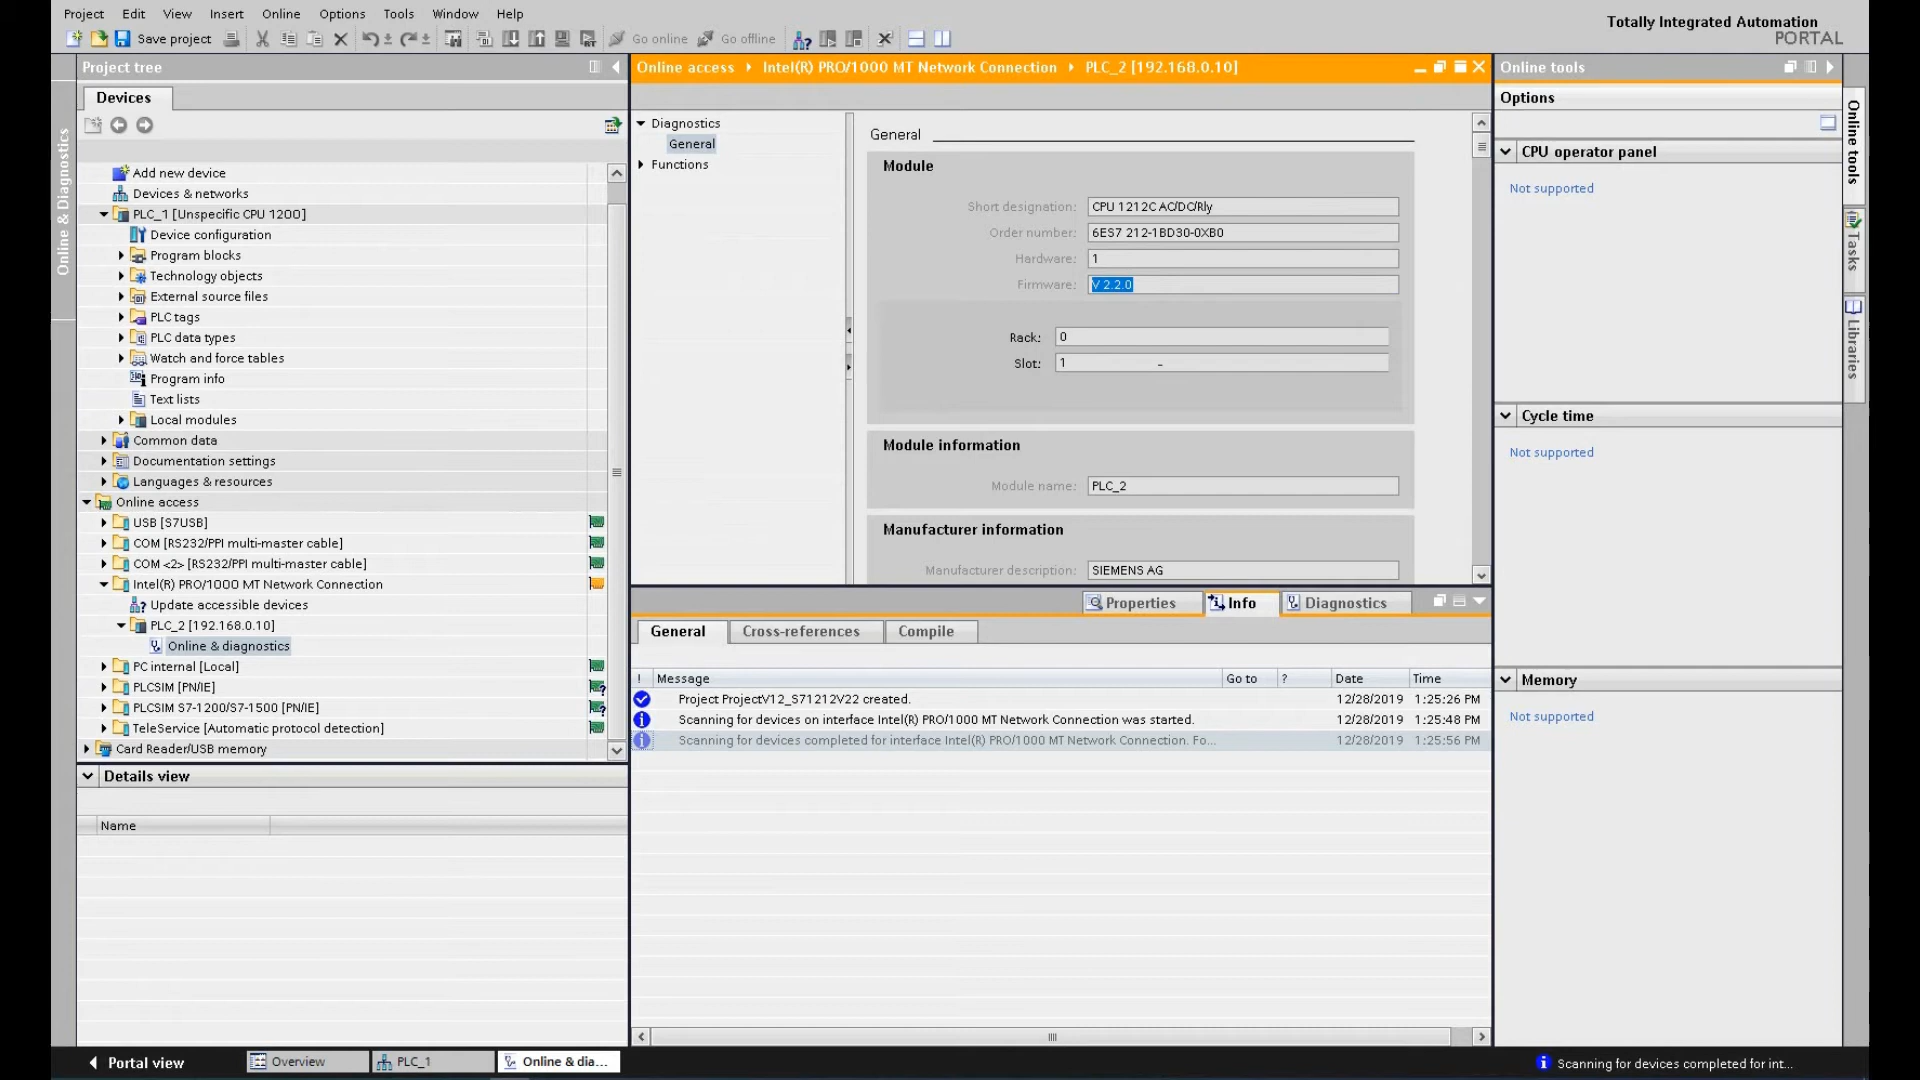 Project Edit View Insert Online Options Tools Window Help
Totally Integrated Automation
PORTAL
Save project
Go online
Go offline
Project tree
Online access
Intel(R) PRO/1000 MT Network Connection
PLC_2 [192.168.0.10]
Online tools
Devices
Options
Online & Diagnostics
Diagnostics
General
Functions
Add new device
Devices & networks
PLC_1 [Unspecific CPU 1200]
Device configuration
Program blocks
Technology objects
External source files
PLC tags
PLC data types
Watch and force tables
Program info
Text lists
Local modules
Common data
Documentation settings
Languages & resources
Online access
USB [S7USB]
COM [RS232/PPI multi-master cable]
COM <2> [RS232/PPI multi-master cable]
Intel(R) PRO/1000 MT Network Connection
Update accessible devices
PLC_2 [192.168.0.10]
Online & diagnostics
PC internal [Local]
PLCSIM [PN/IE]
PLCSIM S7-1200/S7-1500 [PN/IE]
TeleService [Automatic protocol detection]
Card Reader/USB memory
Details view
Name
General
Module
Short designation: CPU 1212C AC/DC/Rly
Order number: 6ES7 212-1BD30-0XB0
Hardware: 1
Firmware: V 2.2.0
Rack: 0
Slot: 1
Module information
Module name: PLC_2
Manufacturer information
Manufacturer description: SIEMENS AG
Properties Info Diagnostics
General Cross-references Compile
! Message Go to ? Date Time
Project ProjectV12_S71212V22 created. 12/28/2019 1:25:26 PM
Scanning for devices on interface Intel(R) PRO/1000 MT Network Connection was started. 12/28/2019 1:25:48 PM
Scanning for devices completed for interface Intel(R) PRO/1000 MT Network Connection. Fo... 12/28/2019 1:25:56 PM
CPU operator panel
Not supported
Cycle time
Not supported
Memory
Not supported
Online tools
Tasks
Libraries
Portal view
Overview
PLC_1
Online & dia...
Scanning for devices completed for int...